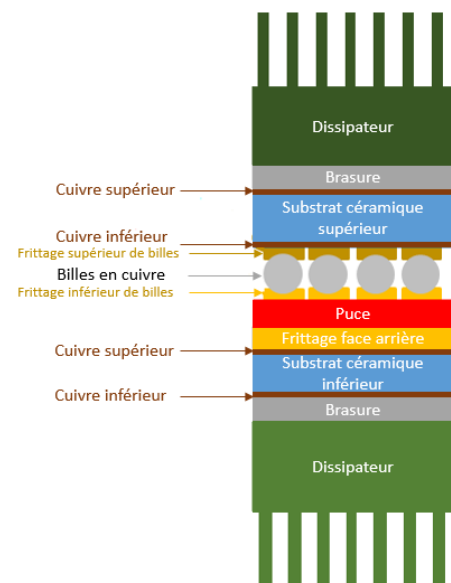 Dissipateur
Brasure
Cuivre supérieur
Substrat céramique
supérieur
Cuivre inférieur
Frittage supérieur de billes
Billes en cuivre
Frittage inférieur de billes
Puce
Frittage face arrière
Cuivre supérieur
Substrat céramique
inférieur
Cuivre inférieur
Brasure
Dissipateur